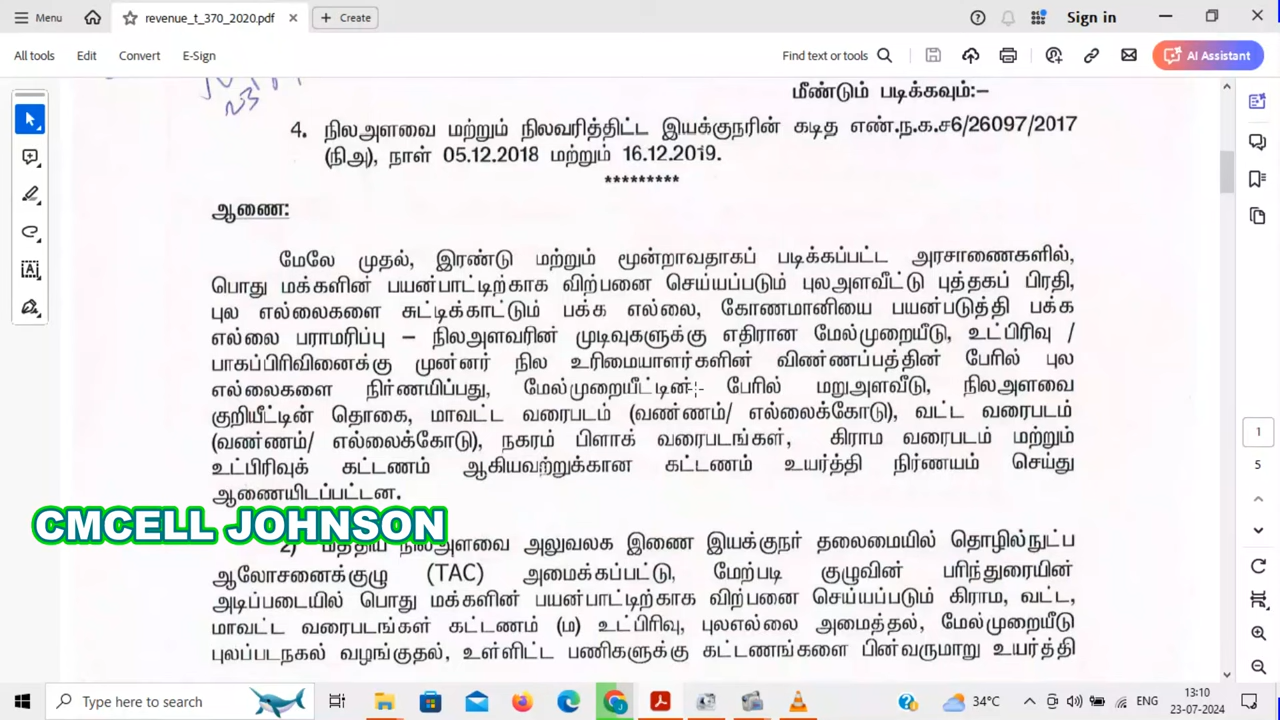 Menu
revenue_t_370_2020.pdf
Create
Sign in
All tools Edit Convert E-Sign
Find text or tools
AI Assistant
மீண்டும் படிக்கவும்:–
4. நிலஅளவை மற்றும் நிலவரித்திட்ட இயக்குநரின் கடித எண்.ந.க.ச6/26097/2017
(நிஅ), நாள் 05.12.2018 மற்றும் 16.12.2019.
*********
ஆணை:
மேலே முதல், இரண்டு மற்றும் மூன்றாவதாகப் படிக்கப்பட்ட அரசாணைகளில்,
பொது மக்களின் பயன்பாட்டிற்காக விற்பனை செய்யப்படும் புலஅளவீட்டு புத்தகப் பிரதி,
புல எல்லைகளை சுட்டிக்காட்டும் பக்க எல்லை, கோணமானியை பயன்படுத்தி பக்க
எல்லை பராமரிப்பு – நிலஅளவரின் முடிவுகளுக்கு எதிரான மேல்முறையீடு, உட்பிரிவு /
பாகப்பிரிவினைக்கு முன்னர் நில உரிமையாளர்களின் விண்ணப்பத்தின் பேரில் புல
எல்லைகளை நிர்ணயிப்பது, மேல்முறையீட்டின் பேரில் மறுஅளவீடு, நிலஅளவை
குறியீட்டின் தொகை, மாவட்ட வரைபடம் (வண்ணம்/ எல்லைக்கோடு), வட்ட வரைபடம்
(வண்ணம்/ எல்லைக்கோடு), நகரம் பிளாக் வரைபடங்கள், கிராம வரைபடம் மற்றும்
உட்பிரிவுக் கட்டணம் ஆகியவற்றுக்கான கட்டணம் உயர்த்தி நிர்ணயம் செய்து
ஆணையிடப்பட்டன.
CMCELL JOHNSON
2) மத்திய நிலஅளவை அலுவலக இணை இயக்குநர் தலைமையில் தொழில்நுட்ப
ஆலோசனைக்குழு (TAC) அமைக்கப்பட்டு, மேற்படி குழுவின் பரிந்துரையின்
அடிப்படையில் பொது மக்களின் பயன்பாட்டிற்காக விற்பனை செய்யப்படும் கிராம, வட்ட,
மாவட்ட வரைபடங்கள் கட்டணம் (ம) உட்பிரிவு, புலஎல்லை அமைத்தல், மேல்முறையீடு
புலப்படநகல் வழங்குதல், உள்ளிட்ட பணிகளுக்கு கட்டணங்களை பின்வருமாறு உயர்த்தி
1
5
Type here to search
34°C
ENG
13:10
23-07-2024